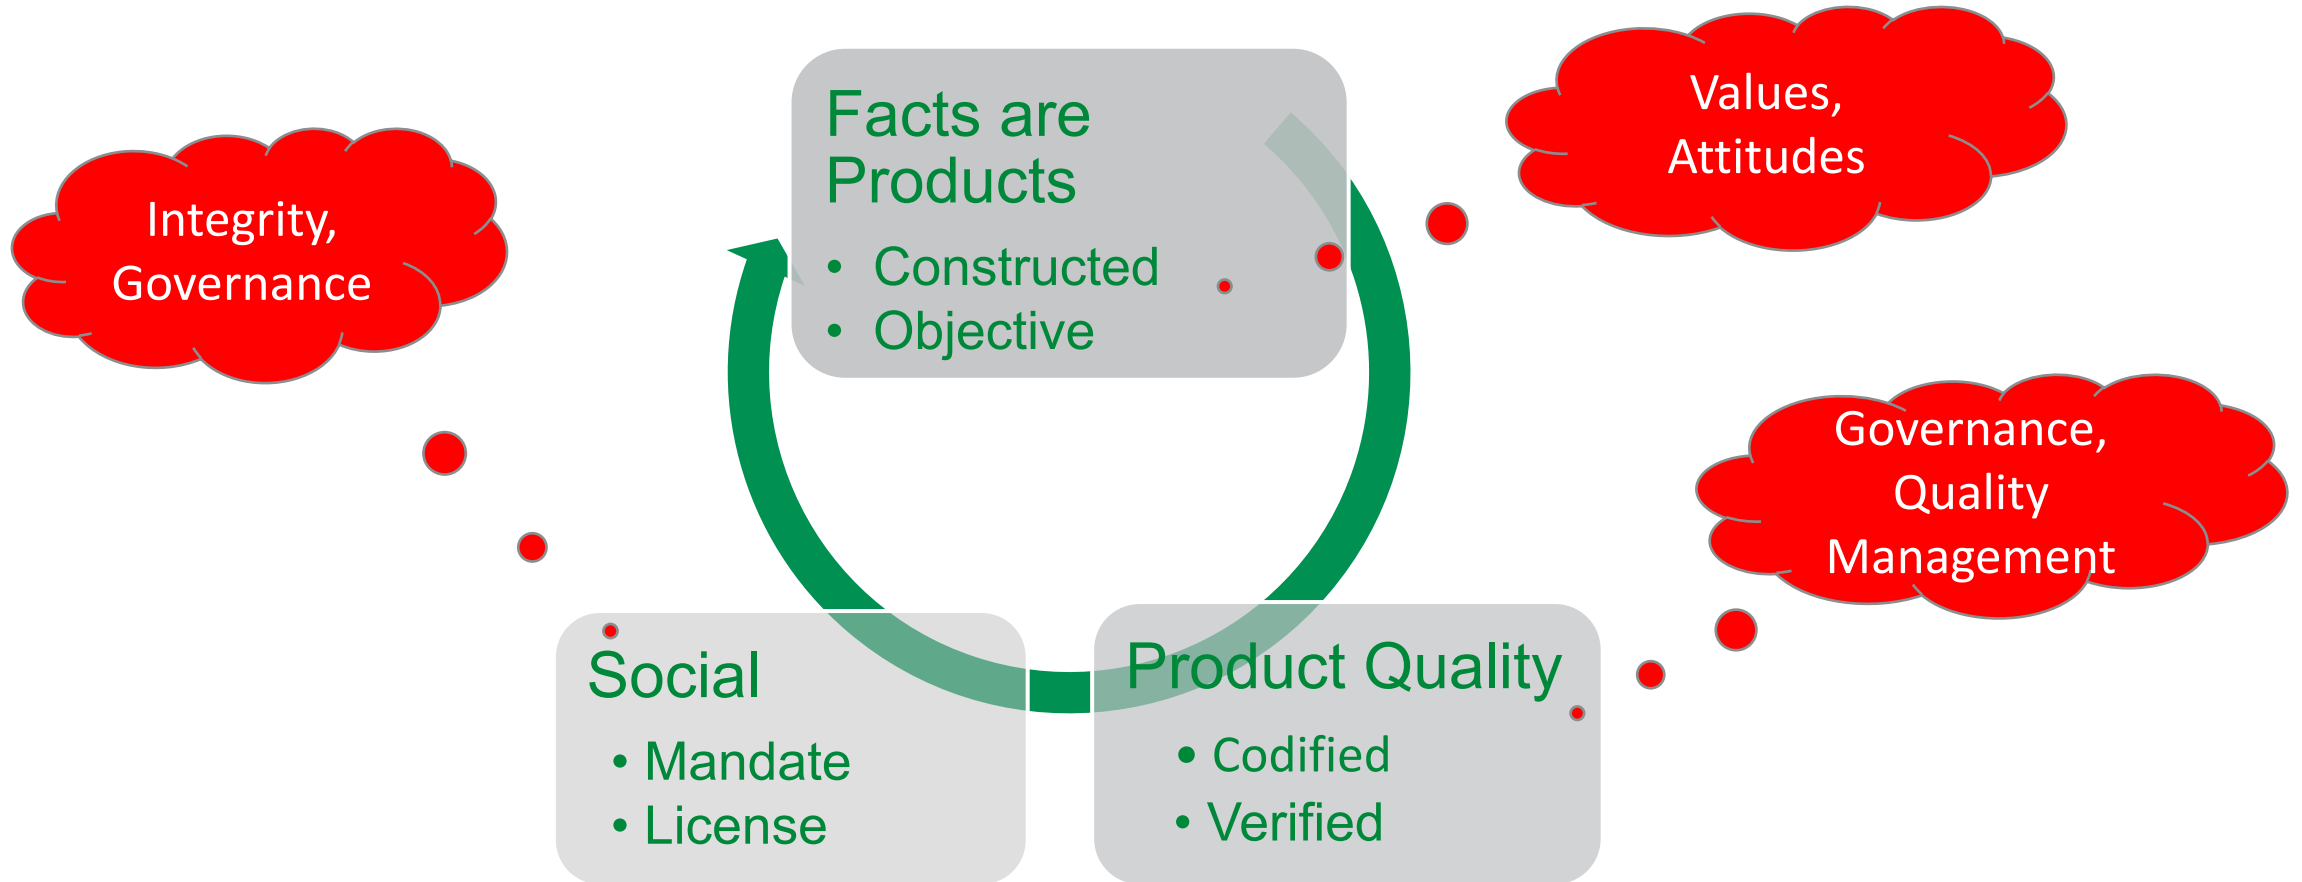 Values,
Attitudes
Facts are
Products
• Constructed
• Objective
Integrity,
Governance
Governance,
Quality
Management
Social
• Mandate
• License
Product Quality
• Codified
• Verified